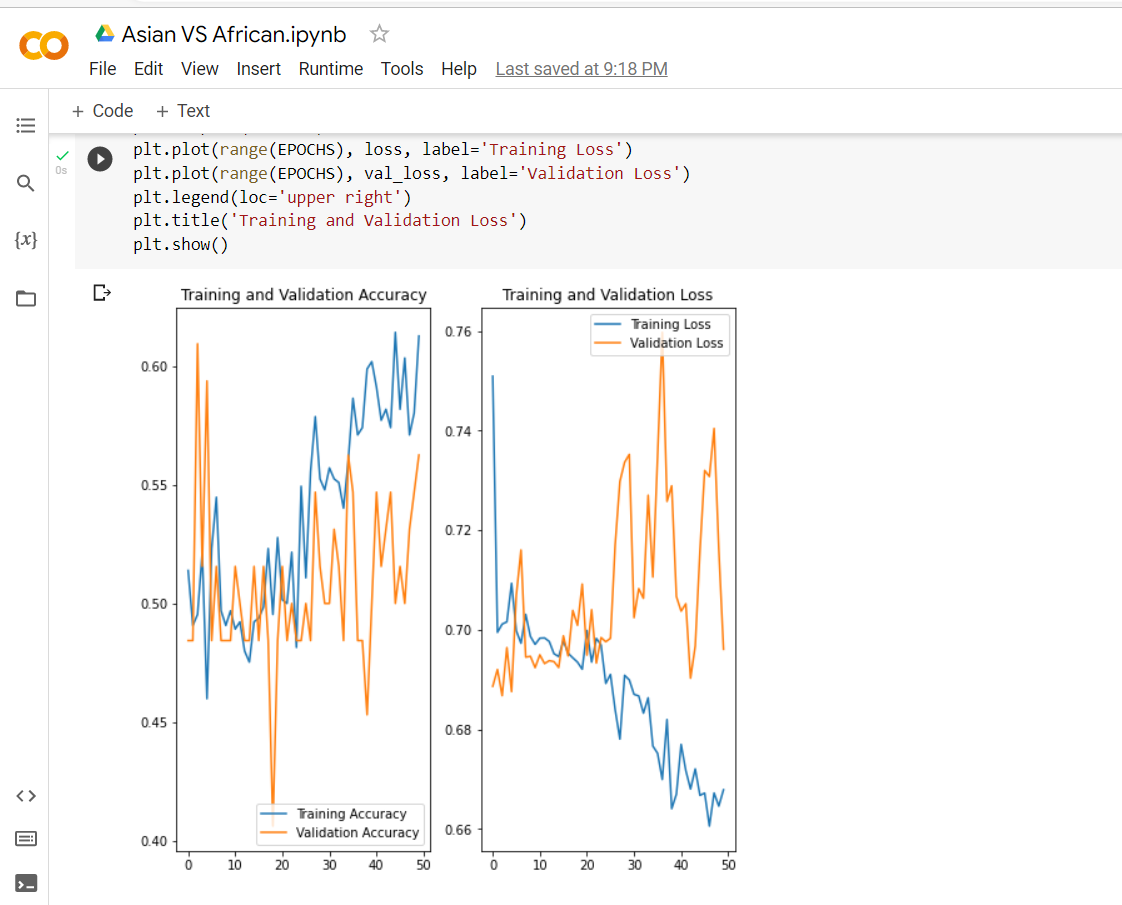 Asian VS African.ipynb
File Edit View Insert Runtime Tools Help Last saved at 9:18 PM
+ Code + Text
plt.plot(range(EPOCHS), loss, label='Training Loss')
0s
plt.plot(range(EPOCHS), val_loss, label='Validation Loss')
plt.legend(loc='upper right')
plt.title('Training and Validation Loss')
{x}
plt.show()
Training and Validation Accuracy
0.60
0.55
0.50
0.45
0.40
Training Accuracy
Validation Accuracy
0 10 20 30 40 50
Training and Validation Loss
Training Loss
Validation Loss
0.76
0.74
0.72
0.70
0.68
0.66
0 10 20 30 40 50